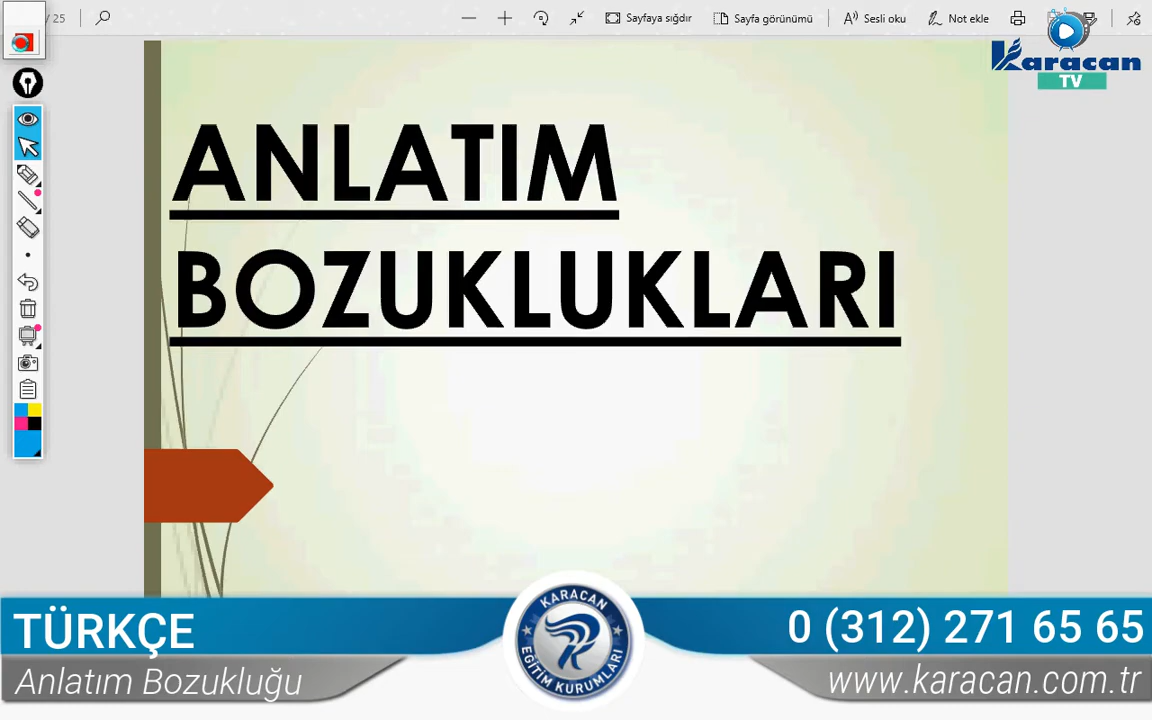 / 25
Sayfaya sığdır
Sayfa görünümü
Sesli oku
Not ekle
Karacan
TV
ANLATIM
BOZUKLUKLARI
TÜRKÇE
Anlatım Bozukluğu
KARACAN
EĞİTİM KURUMLARI
0 (312) 271 65 65
www.karacan.com.tr